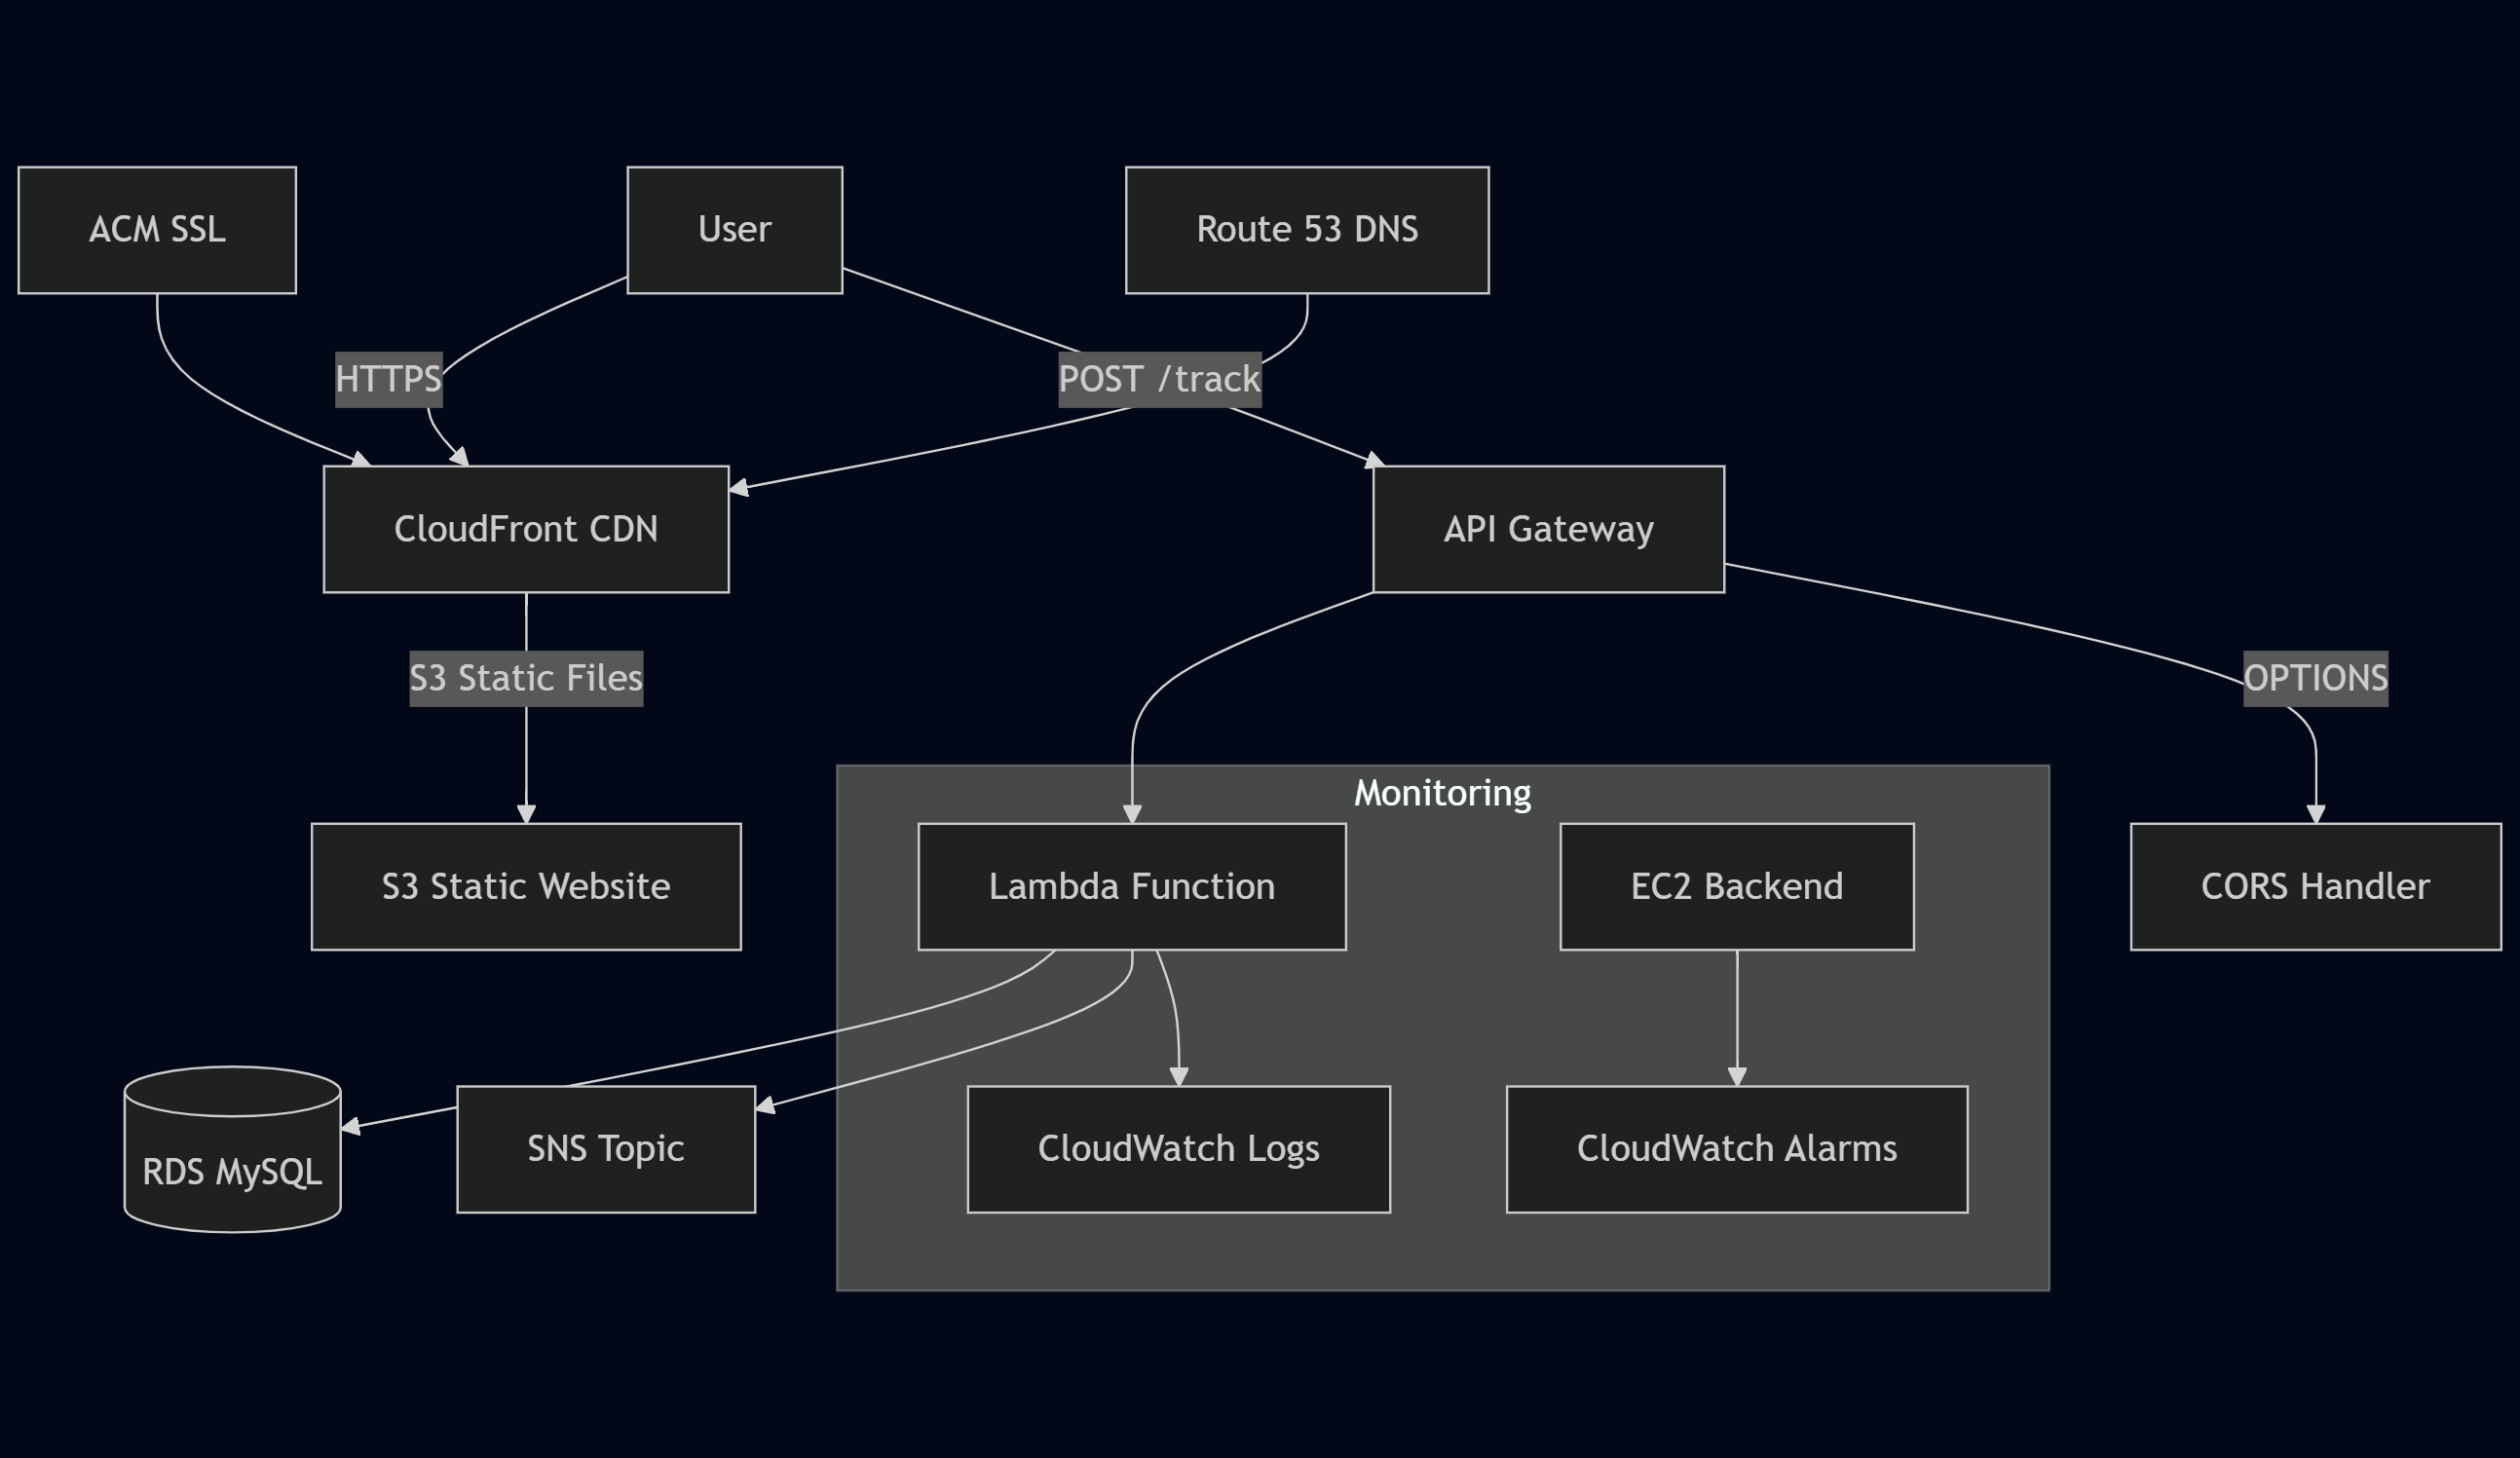 ACM SSL
User
Route 53 DNS
HTTPS
POST /track
CloudFront CDN
API Gateway
S3 Static Files
OPTIONS
Monitoring
S3 Static Website
Lambda Function
EC2 Backend
CORS Handler
RDS MySQL
SNS Topic
CloudWatch Logs
CloudWatch Alarms